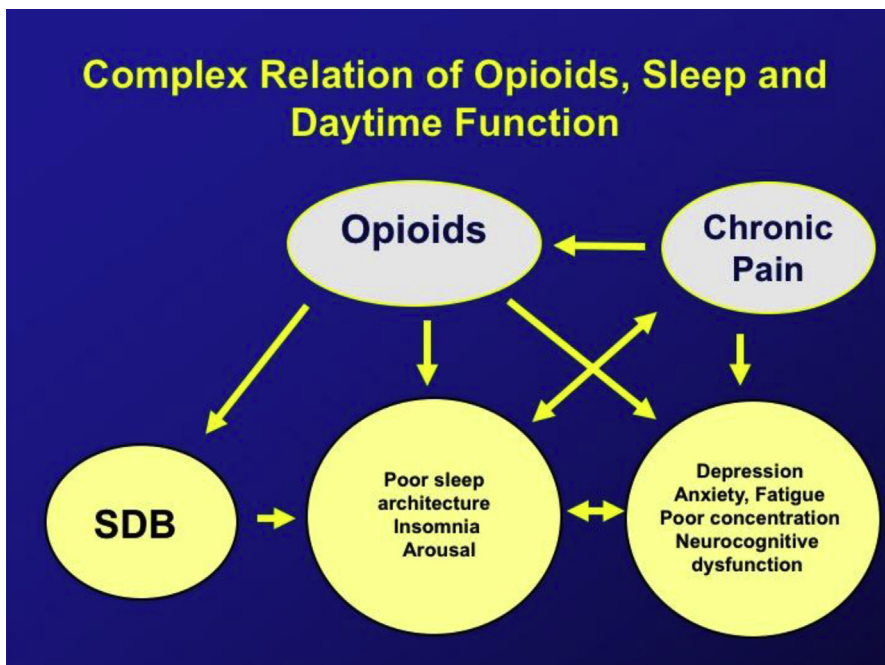 Complex Relation of Opioids, Sleep and
Daytime Function
Opioids
Chronic
Pain
SDB
Poor sleep
architecture
Insomnia
Arousal
Depression
Anxiety, Fatigue
Poor concentration
Neurocognitive
dysfunction